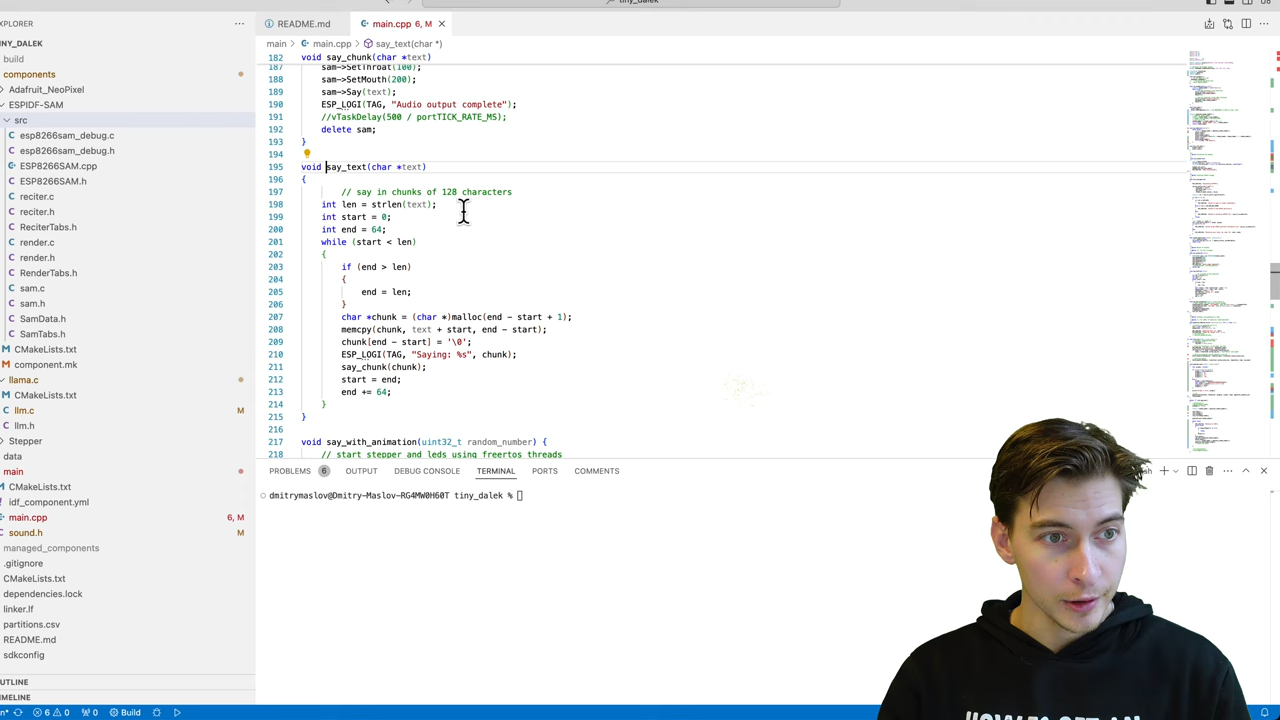 tiny_dalek
EXPLORER
README.md
main.cpp 6, M
main
main.cpp
say_text(char *)
TINY_DALEK
build
components
Adafruit_NeoPixel
ESPIDF-SAM
src
esp8266sam_debug.c
esp8266sam_debug.h
ESP8266SAM.cpp
ESP8266SAM.h
reciter.c
reciter.h
ReciterTabs.h
render.c
render.h
RenderTabs.h
sam.c
sam.h
SamData.h
SamTabs.h
CMakeLists.txt
component.mk
llama.c
CMakeLists.txt
llm.c M
llm.h
Stepper
data
main
CMakeLists.txt
idf_component.yml
main.cpp 6, M
sound.h M
managed_components
.gitignore
CMakeLists.txt
dependencies.lock
linker.lf
partitions.csv
README.md
sdkconfig
OUTLINE
TIMELINE
6 0 0 Build
182 void say_chunk(char *text)
187 sam->SetThroat(100);
188 sam->SetMouth(200);
189 sam->Say(text);
190 ESP_LOGI(TAG, "Audio output complete");
191 //vTaskDelay(500 / portTICK_RATE_MS);
192 delete sam;
193 }
194
195 void say_text(char *text)
196 {
197 // say in chunks of 128 characters
198 int len = strlen(text);
199 int start = 0;
200 int end = 64;
201 while (start < len)
202 {
203 if (end > len)
204 {
205 end = len;
206
207 char *chunk = (char *)malloc(end - start + 1);
208 memcpy(chunk, text + start, end - start);
209 chunk[end - start] = '\0';
210 ESP_LOGI(TAG, "Saying: %s", chunk);
211 say_chunk(chunk);
212 start = end;
213 end += 64;
214
215 }
216
217 void say_with_animation(uint32_t random_number) {
218 // start stepper and leds using freertos threads
PROBLEMS 6 OUTPUT DEBUG CONSOLE TERMINAL PORTS COMMENTS
dmitrymaslov@Dmitry-Maslov-RG4MW0H60T tiny_dalek %